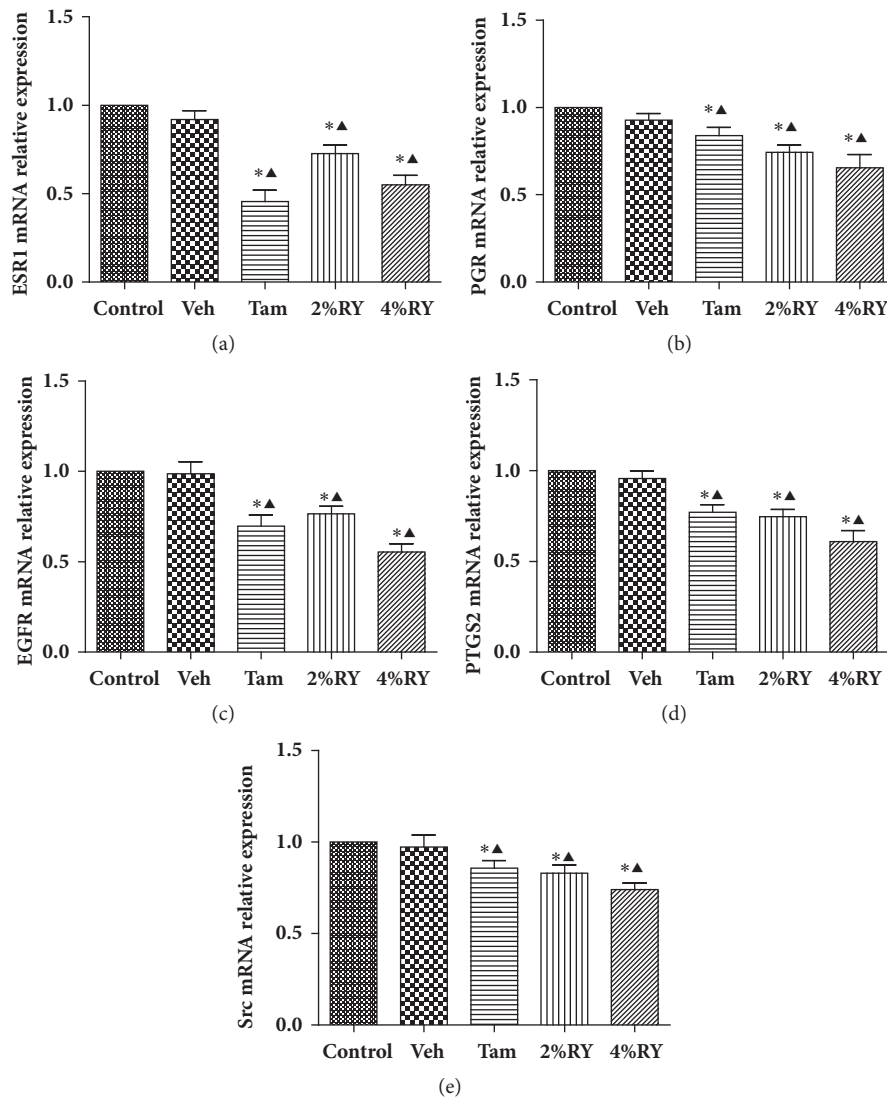 1.5
1.0
0.5
0.0
ESR1 mRNA relative expression
*▲
*▲
*▲
Control Veh Tam 2%RY 4%RY
(a)
1.5
1.0
0.5
0.0
PGR mRNA relative expression
*▲
*▲
*▲
Control Veh Tam 2%RY 4%RY
(b)
1.5
1.0
0.5
0.0
EGFR mRNA relative expression
*▲
*▲
*▲
Control Veh Tam 2%RY 4%RY
(c)
1.5
1.0
0.5
0.0
PTGS2 mRNA relative expression
*▲
*▲
*▲
Control Veh Tam 2%RY 4%RY
(d)
1.5
1.0
0.5
0.0
Src mRNA relative expression
*▲
*▲
*▲
Control Veh Tam 2%RY 4%RY
(e)